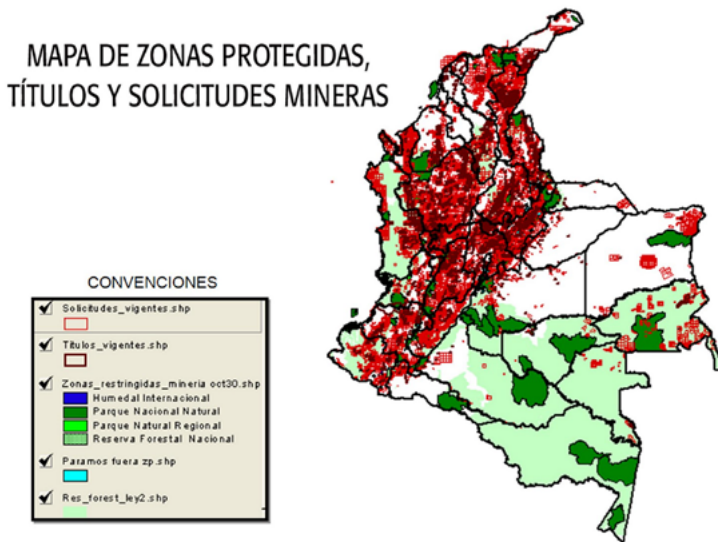 MAPA DE ZONAS PROTEGIDAS,
TÍTULOS Y SOLICITUDES MINERAS
CONVENCIONES
Solicitudes_vigentes.shp
Títulos_vigentes.shp
Zonas_restringidas_mineria oct30.shp
Humedal Internacional
Parque Nacional Natural
Parque Natural Regional
Reserva Forestal Nacional
Paramos fuera zp.shp
Res_forest_ley2.shp